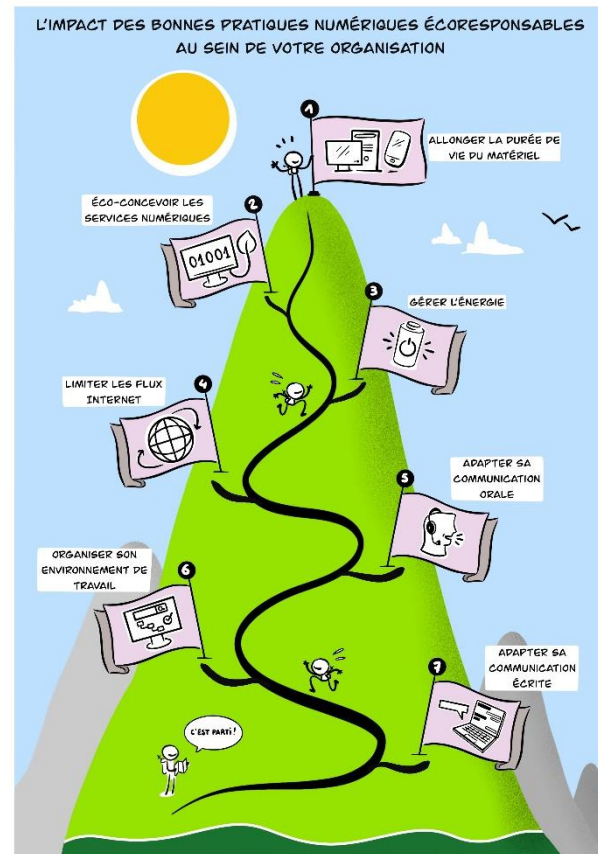 L'IMPACT DES BONNES PRATIQUES NUMÉRIQUES ÉCORESPONSABLES
AU SEIN DE VOTRE ORGANISATION
1
ALLONGER LA DURÉE DE
VIE DU MATÉRIEL
2
ÉCO-CONCEVOIR LES
SERVICES NUMÉRIQUES
01001
3
GÉRER L'ÉNERGIE
4
LIMITER LES FLUX
INTERNET
5
ADAPTER SA
COMMUNICATION
ORALE
6
ORGANISER SON
ENVIRONNEMENT DE
TRAVAIL
7
ADAPTER SA
COMMUNICATION
ÉCRITE
C'EST PARTI!